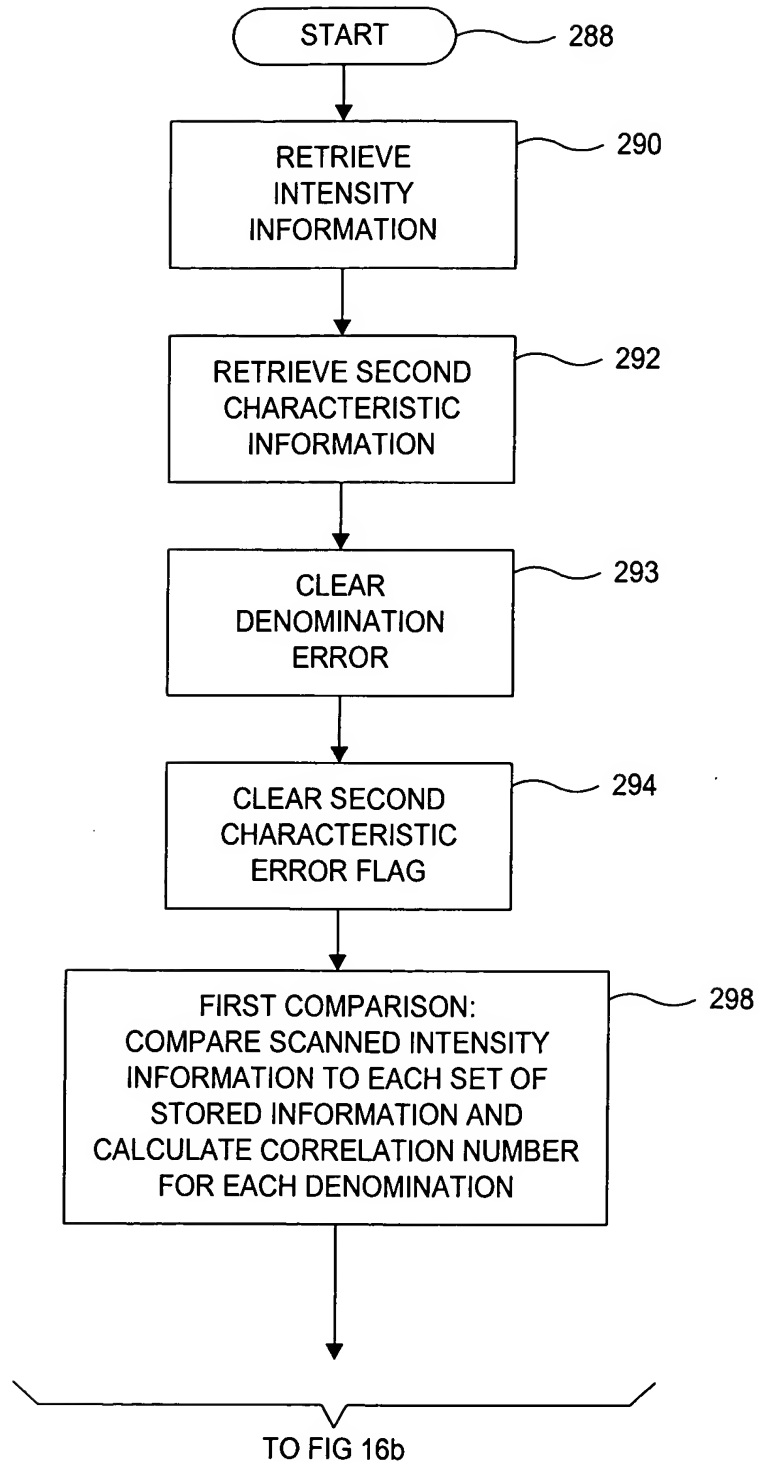 START
288
RETRIEVE
INTENSITY
INFORMATION
290
RETRIEVE SECOND
CHARACTERISTIC
INFORMATION
292
CLEAR
DENOMINATION
ERROR
293
CLEAR SECOND
CHARACTERISTIC
ERROR FLAG
294
FIRST COMPARISON:
COMPARE SCANNED INTENSITY
INFORMATION TO EACH SET OF
STORED INFORMATION AND
CALCULATE CORRELATION NUMBER
FOR EACH DENOMINATION
298
TO FIG 16b